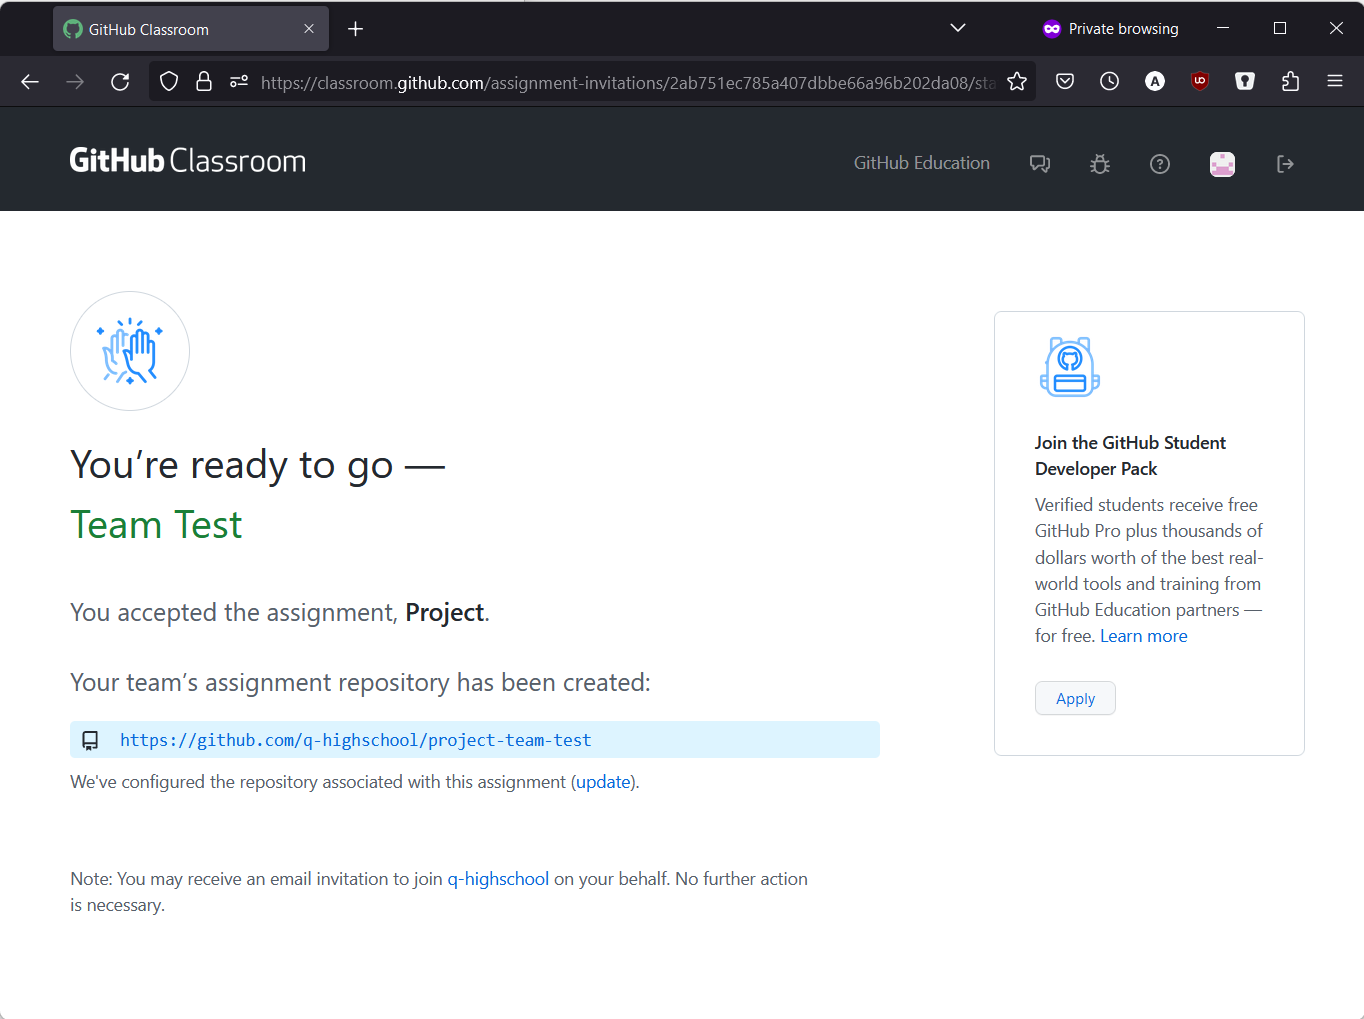 GitHub Classroom
Private browsing
https://classroom.github.com/assignment-invitations/2ab751ec785a407dbbe66a96b202da08/sta
GitHub Classroom
GitHub Education
You’re ready to go —
Team Test
You accepted the assignment, Project.
Your team’s assignment repository has been created:
https://github.com/q-highschool/project-team-test
We've configured the repository associated with this assignment (update).
Note: You may receive an email invitation to join q-highschool on your behalf. No further action
is necessary.
Join the GitHub Student
Developer Pack
Verified students receive free
GitHub Pro plus thousands of
dollars worth of the best real-
world tools and training from
GitHub Education partners —
for free. Learn more
Apply